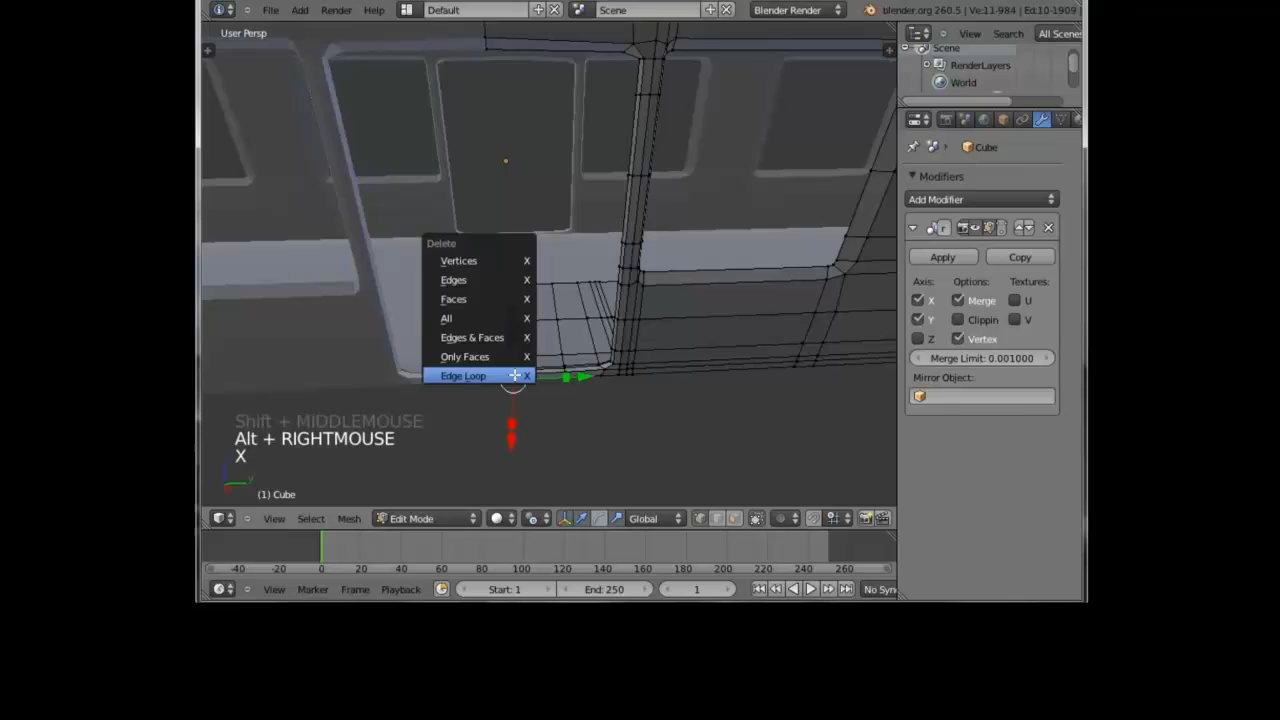 File Add Render Help Default Scene Blender Render blender.org 260.5 | Ve:11-984 | Ed:10-1909
User Persp
View Search All Scenes
Scene
RenderLayers
World
Cube
Modifiers
Add Modifier
r
Apply Copy
Axis: Options: Textures:
X Merge U
Y Clippin V
Z Vertex
Merge Limit: 0.001000
Mirror Object:
Delete
Vertices X
Edges X
Faces X
All X
Edges & Faces X
Only Faces X
Edge Loop X
Shift + MIDDLEMOUSE
Alt + RIGHTMOUSE
X
(1) Cube
View Select Mesh Edit Mode Global
-40 -20 0 20 40 60 80 100 120 140 160 180 200 220 240 260
View Marker Frame Playback Start: 1 End: 250 1 No Syn